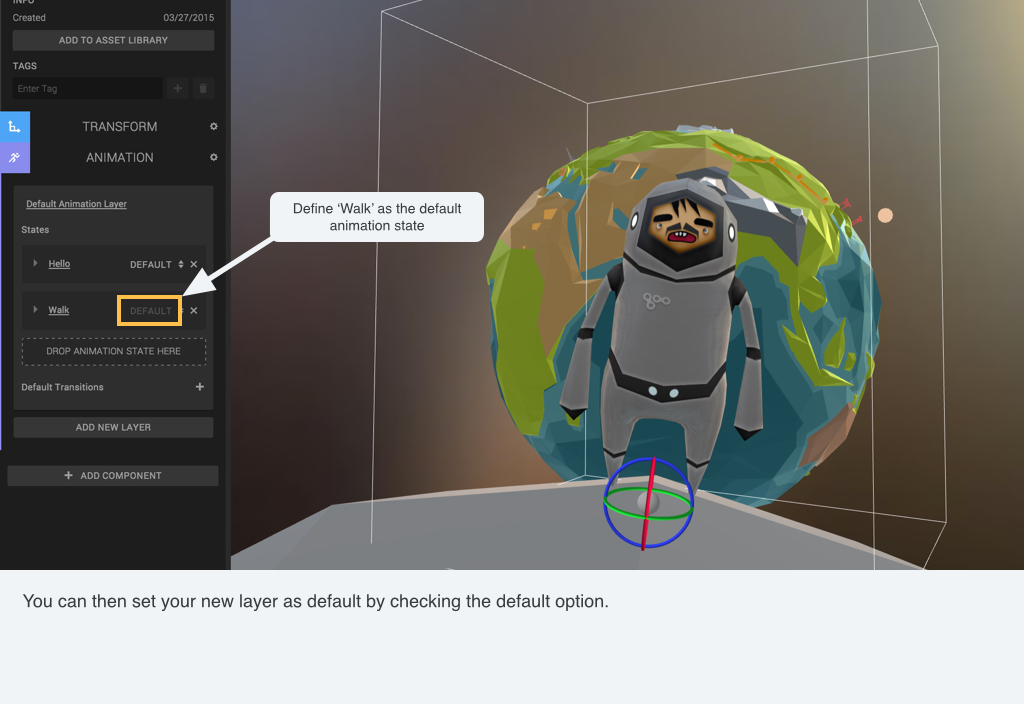 INFO
Created 03/27/2015
ADD TO ASSET LIBRARY
TAGS
Enter Tag
TRANSFORM
ANIMATION
Default Animation Layer
States
Hello DEFAULT
Walk DEFAULT
DROP ANIMATION STATE HERE
Default Transitions
ADD NEW LAYER
ADD COMPONENT
Define ‘Walk’ as the default
animation state
You can then set your new layer as default by checking the default option.